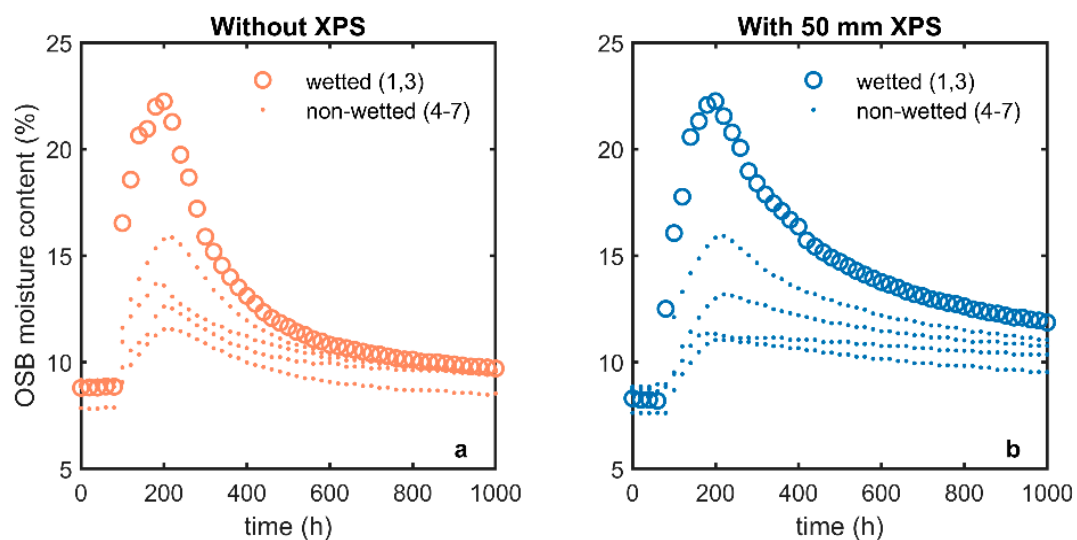 Without XPS
25
20
15
10
5
OSB moisture content (%)
wetted (1,3)
non-wetted (4-7)
a
0 200 400 600 800 1000
time (h)
With 50 mm XPS
25
20
15
10
5
wetted (1,3)
non-wetted (4-7)
b
0 200 400 600 800 1000
time (h)